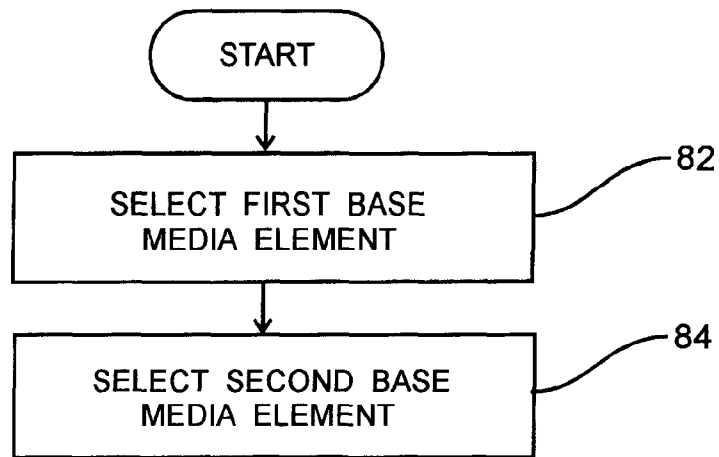 START
SELECT FIRST BASE
MEDIA ELEMENT
82
SELECT SECOND BASE
MEDIA ELEMENT
84